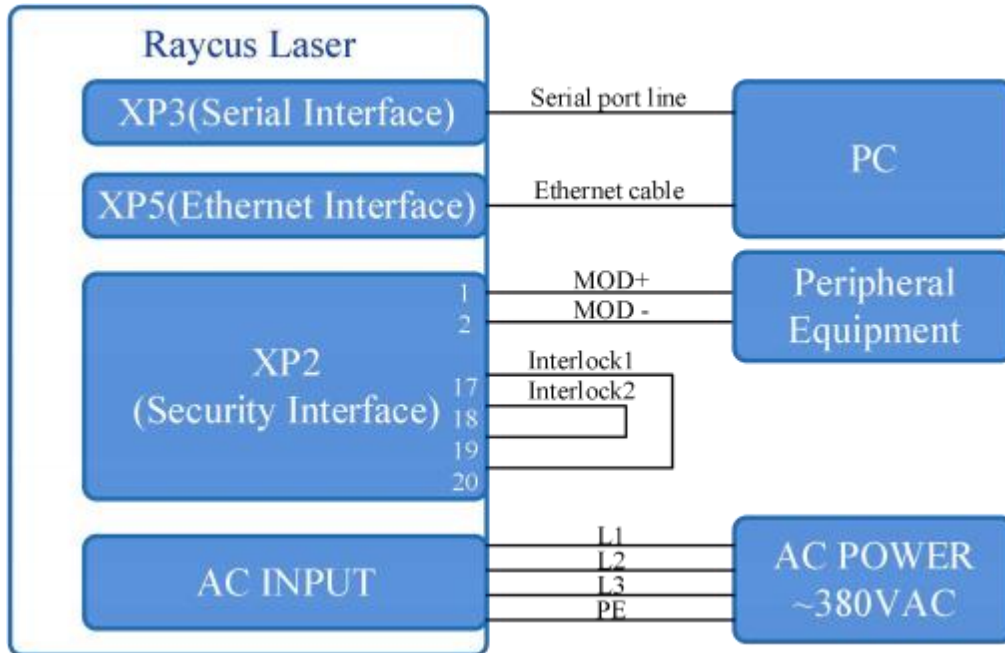 Raycus Laser
XP3(Serial Interface)
Serial port line
PC
XP5(Ethernet Interface)
Ethernet cable
XP2
(Security Interface)
1
2
17
18
19
20
MOD+
MOD -
Peripheral
Equipment
Interlock1
Interlock2
AC INPUT
L1
L2
L3
PE
AC POWER
~380VAC